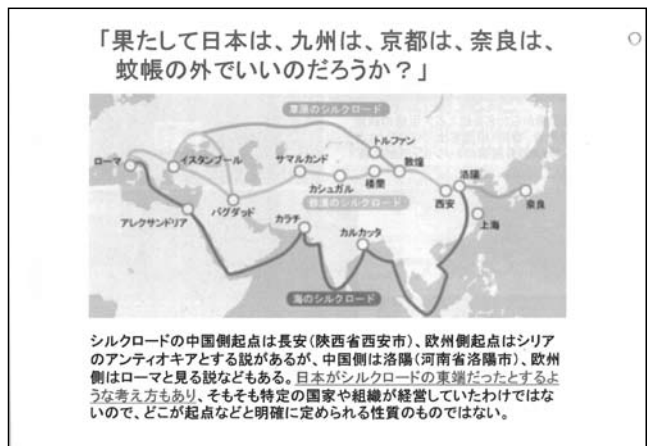 「果たして日本は、九州は、京都は、奈良は、
蚊帳の外でいいのだろうか？」
草原のシルクロード
トルファン
ローマ
イスタンブール
サマルカンド
敦煌
洛陽
カシュガル
楼蘭
西安
奈良
砂漠のシルクロード
アレクサンドリア
バグダッド
カラチ
カルカッタ
上海
海のシルクロード
シルクロードの中国側起点は長安(陝西省西安市)、欧州側起点はシリア
のアンティオキアとする説があるが、中国側は洛陽(河南省洛陽市)、欧州
側はローマと見る説などもある。日本がシルクロードの東端だったとするよ
うな考え方もあり、そもそも特定の国家や組織が経営していたわけではな
いので、どこが起点などと明確に定められる性質のものではない。